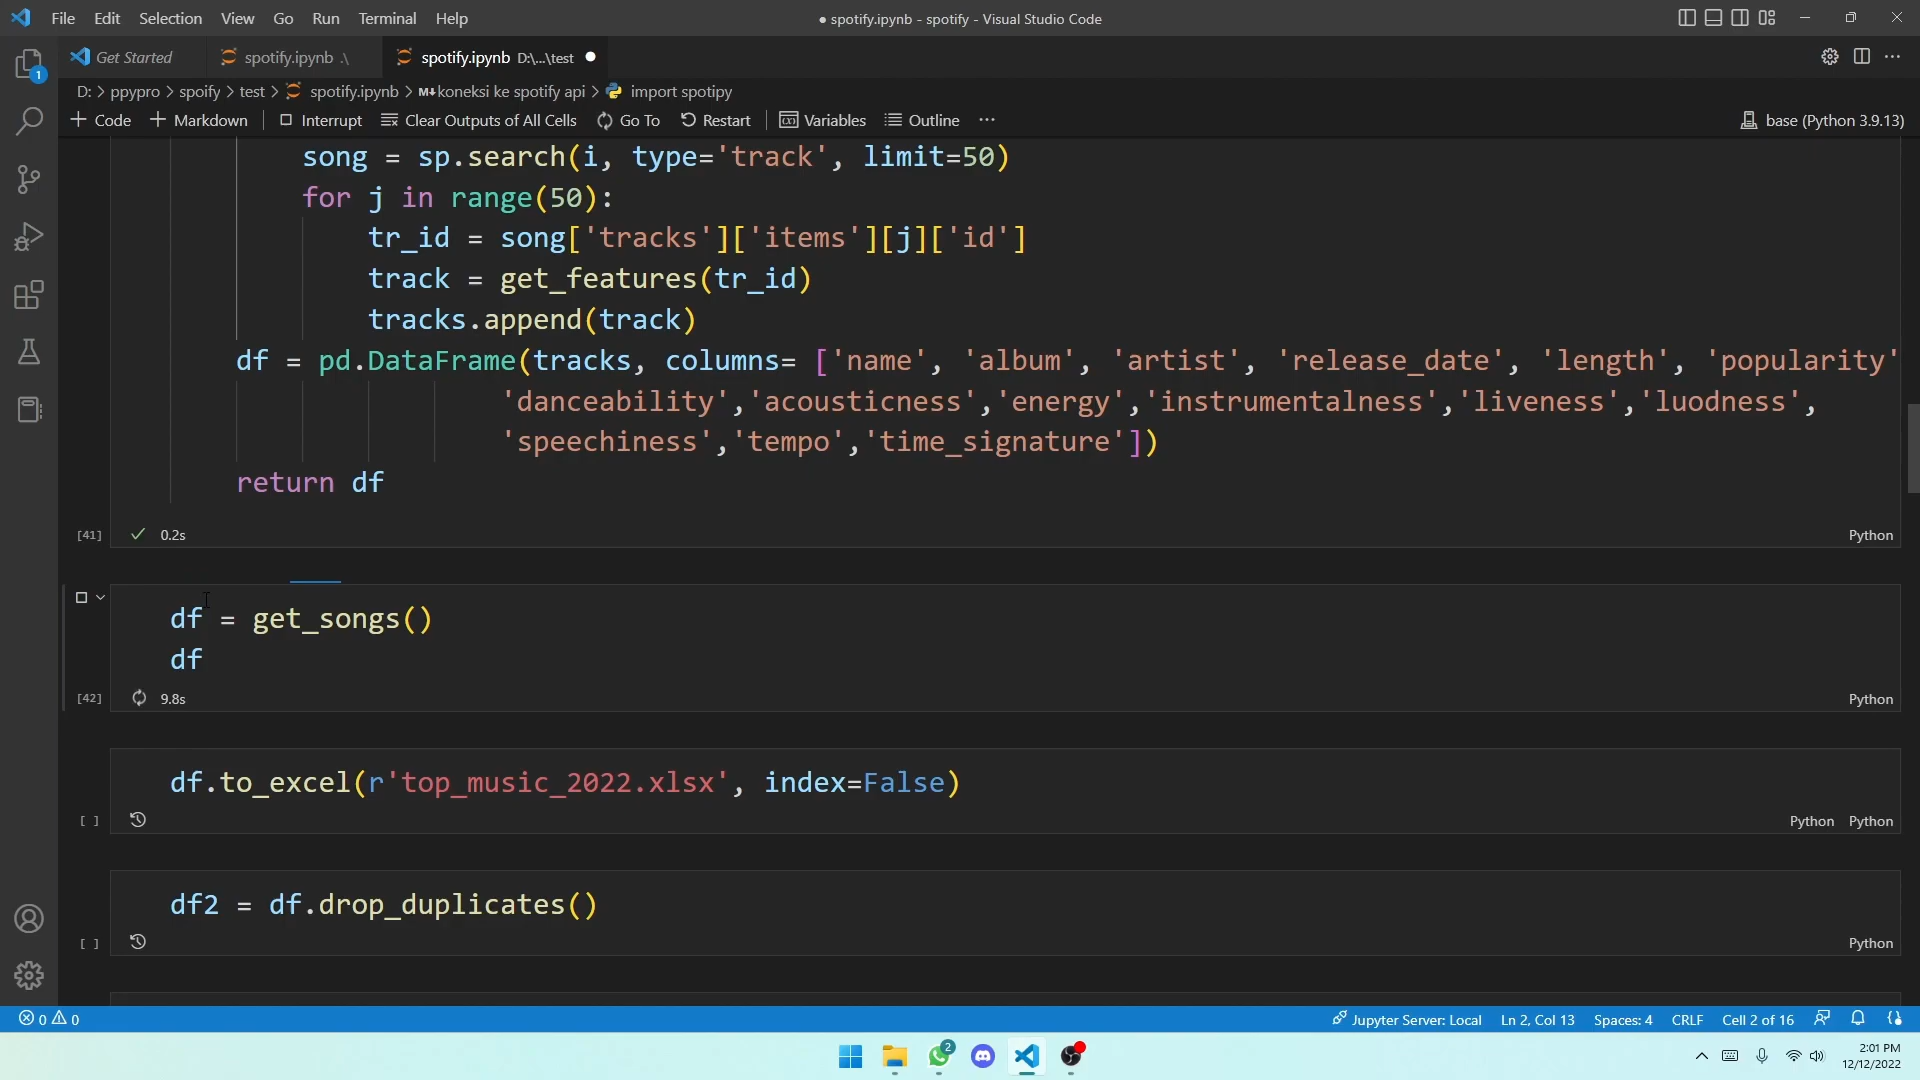 File Edit Selection View Go Run Terminal Help
● spotify.ipynb - spotify - Visual Studio Code
Get Started
spotify.ipynb .\
spotify.ipynb D:\...\test ●
1
D: > ppypro > spoify > test > spotify.ipynb > M↓koneksi ke spotify api > import spotipy
+ Code + Markdown Interrupt Clear Outputs of All Cells Go To Restart Variables Outline ... base (Python 3.9.13)
song = sp.search(i, type='track', limit=50)
for j in range(50):
tr_id = song['tracks']['items'][j]['id']
track = get_features(tr_id)
tracks.append(track)
df = pd.DataFrame(tracks, columns= ['name', 'album', 'artist', 'release_date', 'length', 'popularity'
'danceability','acousticness','energy','instrumentalness','liveness','luodness',
'speechiness','tempo','time_signature'])
return df
[41] ✓ 0.2s Python
df = get_songs()
df
[42] 9.8s Python
df.to_excel(r'top_music_2022.xlsx', index=False)
[ ] Python Python
df2 = df.drop_duplicates()
[ ] Python
0 0 Jupyter Server: Local Ln 2, Col 13 Spaces: 4 CRLF Cell 2 of 16
2
2:01 PM
12/12/2022